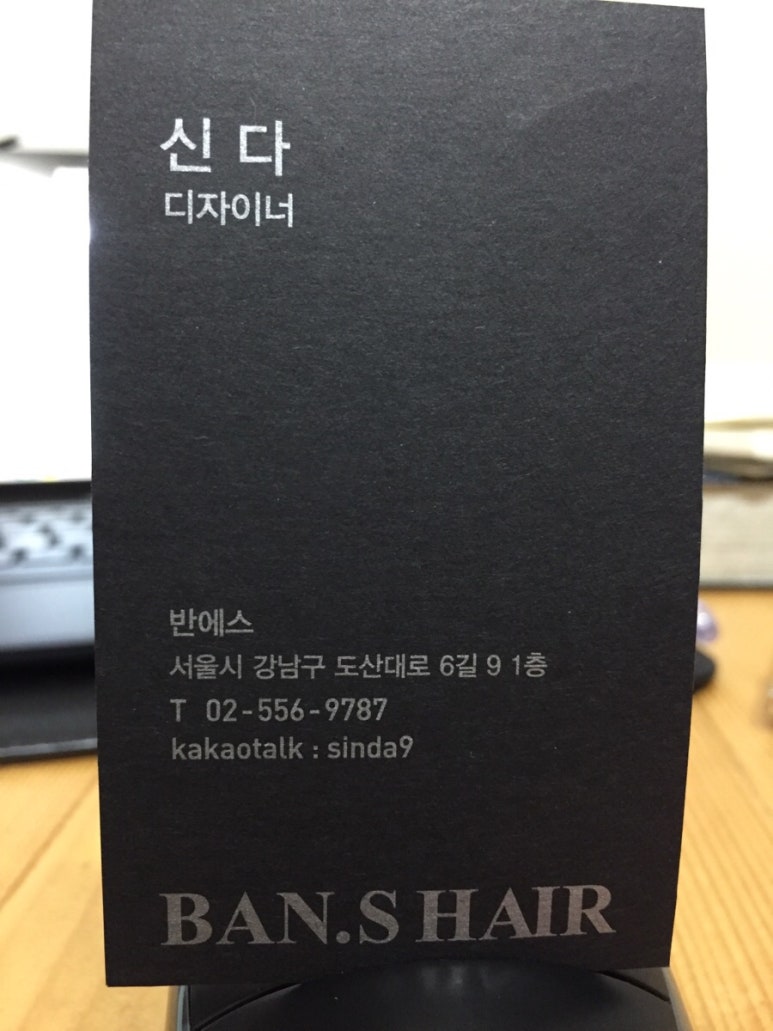 신 다
디자이너
반에스
서울시 강남구 도산대로 6길 9 1층
T 02-556-9787
kakaotalk : sinda9
BAN.S HAIR